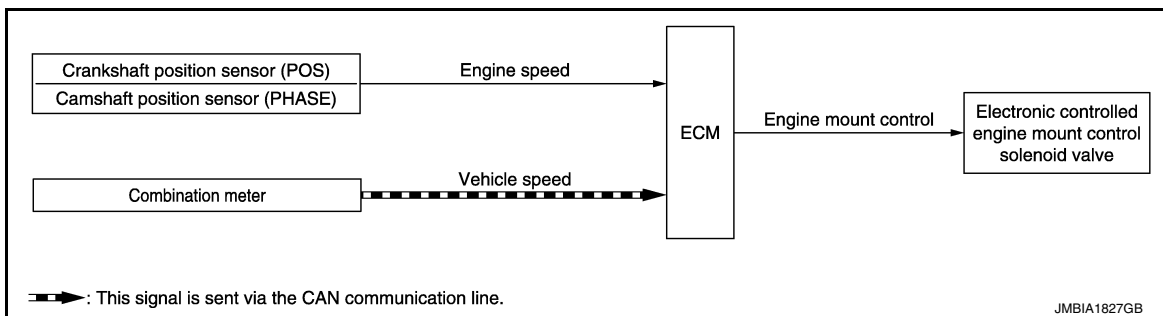 Crankshaft position sensor (POS)
Camshaft position sensor (PHASE)
Engine speed
Combination meter
Vehicle speed
ECM
Engine mount control
Electronic controlled
engine mount control
solenoid valve
: This signal is sent via the CAN communication line.
JMBIA1827GB